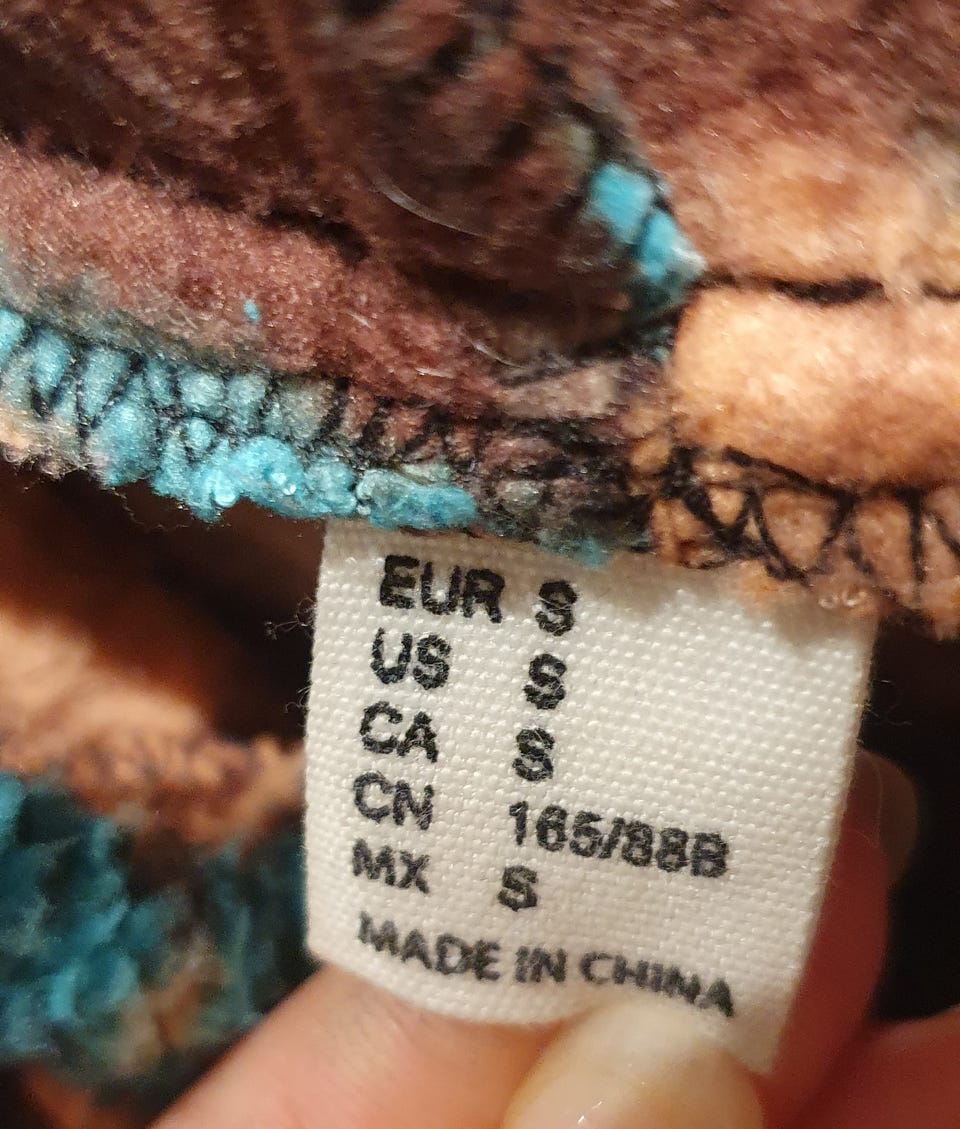 EUR S
US S
CA S
CN 165/88B
MX S
MADE IN CHINA